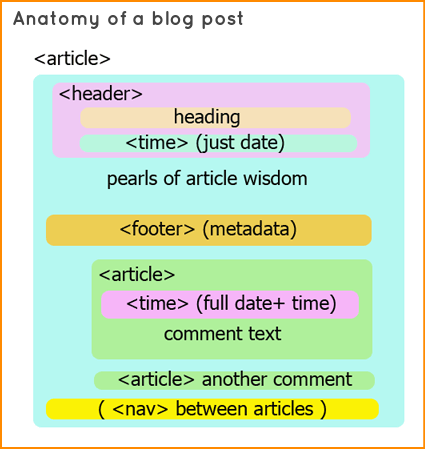 Anatomy of a blog post
<article>
<header>
heading
<time> (just date)
pearls of article wisdom
<footer> (metadata)
<article>
<time> (full date+ time)
comment text
<article> another comment
( <nav> between articles )